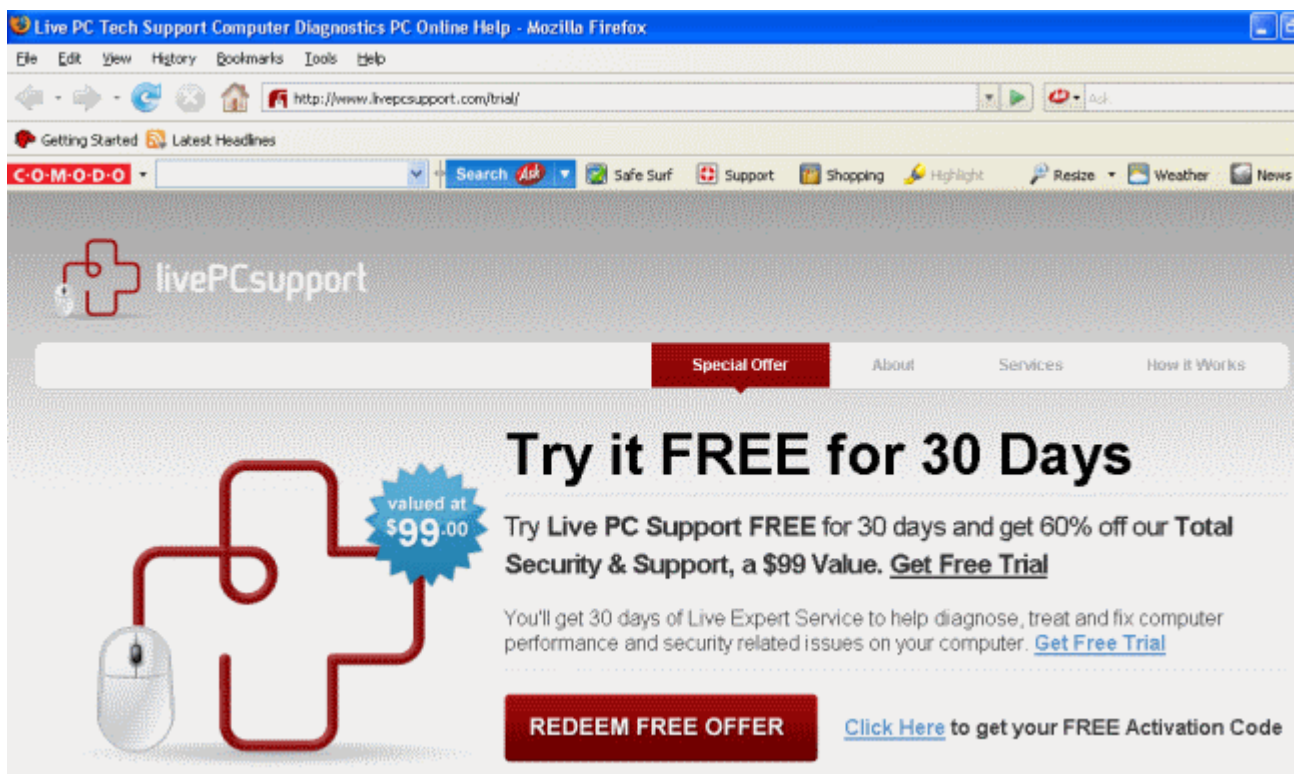 Live PC Tech Support Computer Diagnostics PC Online Help - Mozilla Firefox
File Edit View History Bookmarks Tools Help
http://www.livepcsupport.com/trial/
Ask
Getting Started Latest Headlines
C·O·M·O·D·O Search Ask Safe Surf Support Shopping Highlight Resize Weather News
livePCsupport
Special Offer About Services How it Works
Try it FREE for 30 Days
valued at
$99.00
Try Live PC Support FREE for 30 days and get 60% off our Total
Security & Support, a $99 Value. Get Free Trial
You'll get 30 days of Live Expert Service to help diagnose, treat and fix computer
performance and security related issues on your computer. Get Free Trial
REDEEM FREE OFFER
Click Here to get your FREE Activation Code